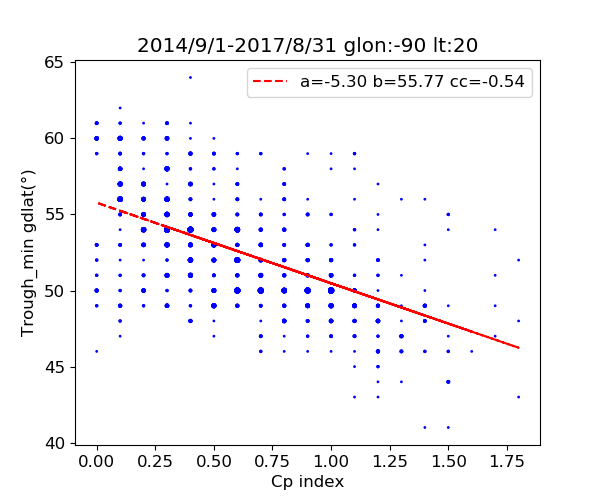 2014/9/1-2017/8/31 glon:-90 lt:20
a=-5.30 b=55.77 cc=-0.54
65
60
55
50
45
40
Trough_min gdlat(°)
0.00 0.25 0.50 0.75 1.00 1.25 1.50 1.75
Cp index